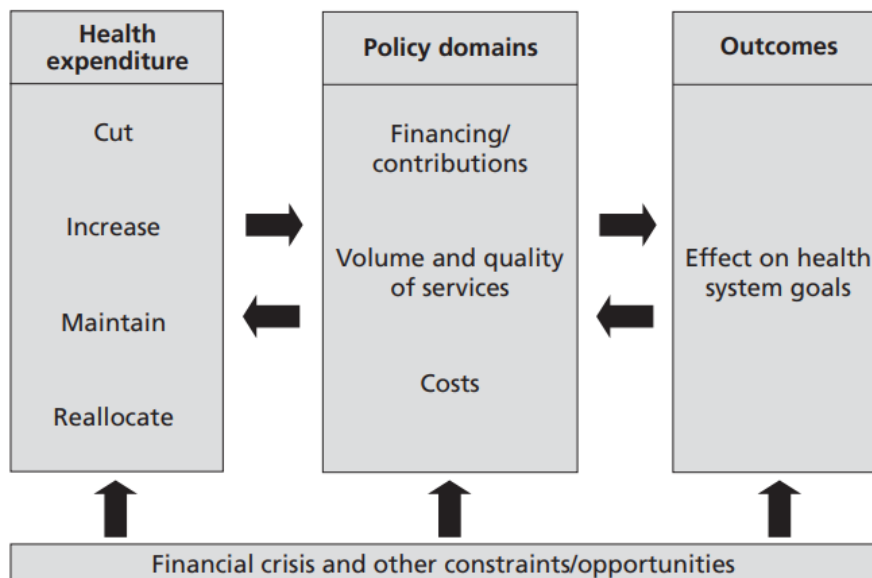 Health
expenditure
Cut
Increase
Maintain
Reallocate
Policy domains
Financing/
contributions
Volume and quality
of services
Costs
Outcomes
Effect on health
system goals
Financial crisis and other constraints/opportunities